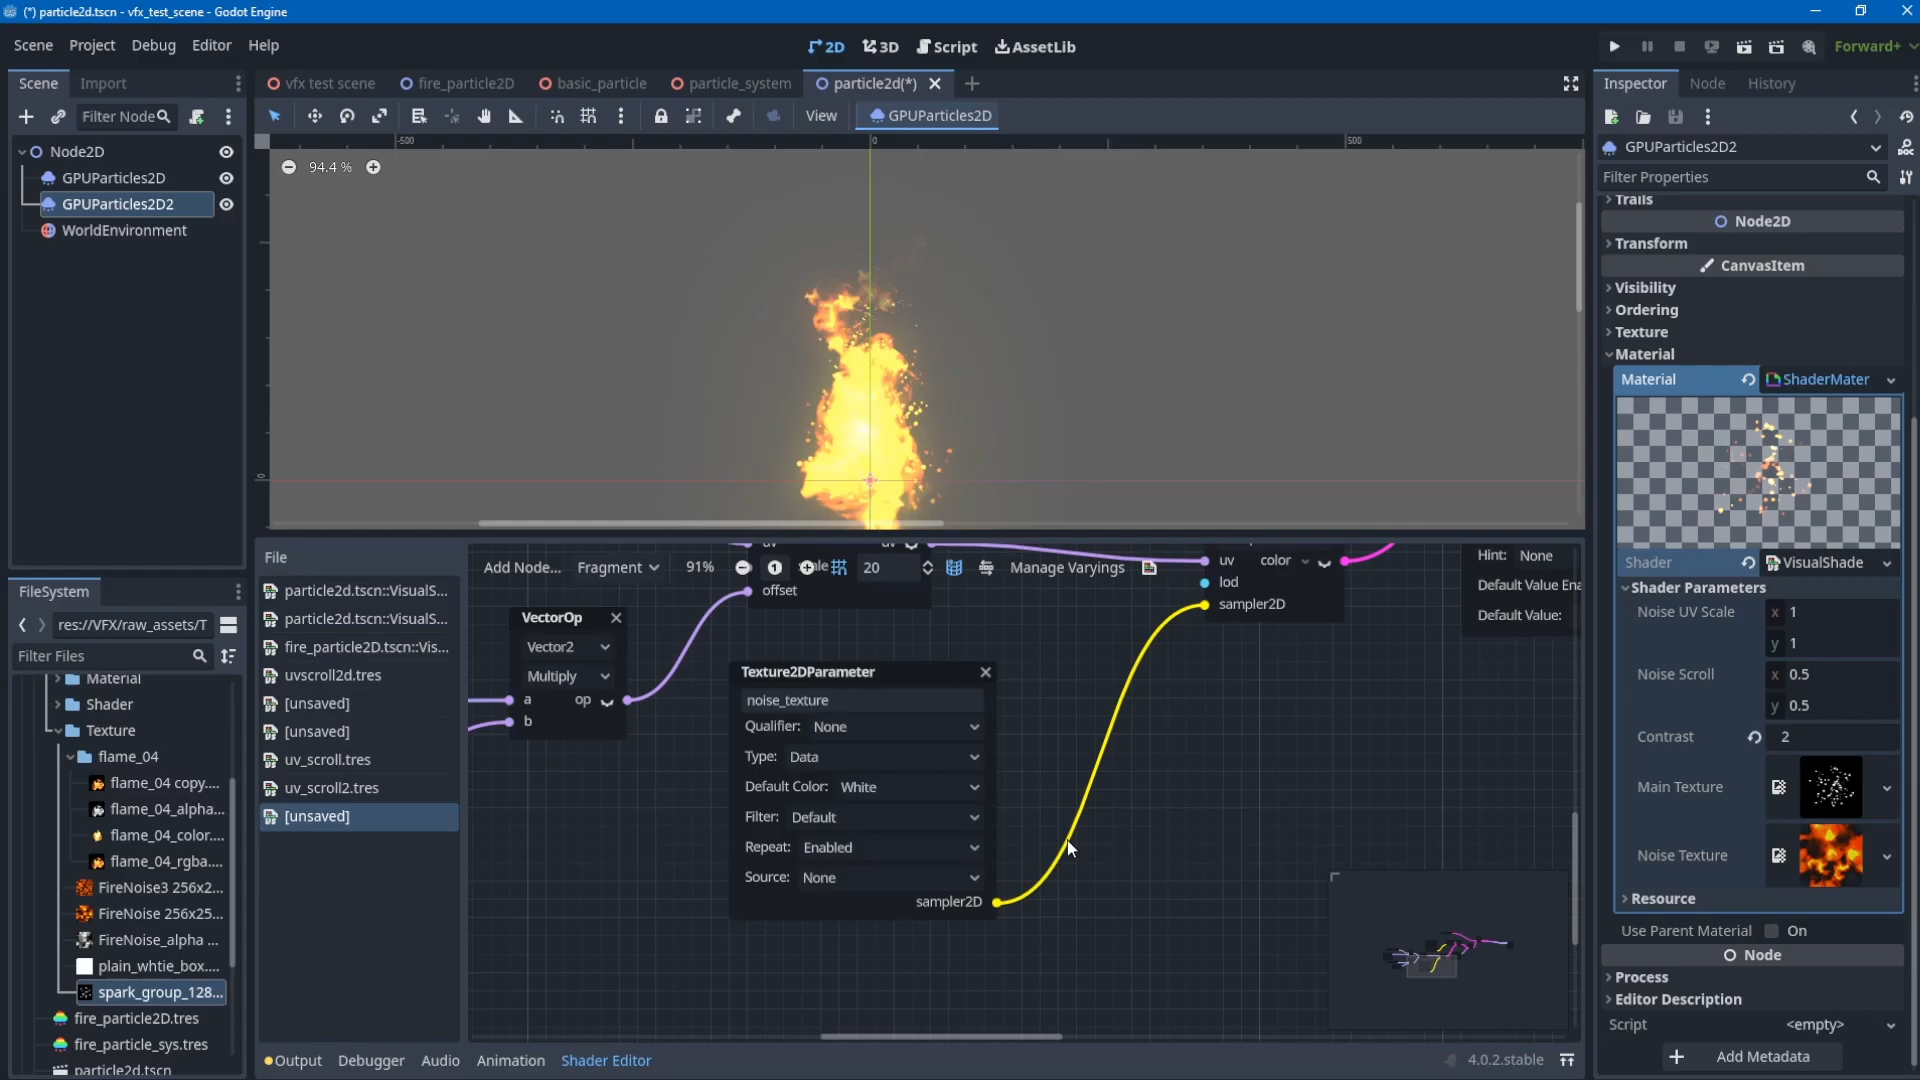 (*) particle2d.tscn - vfx_test_scene - Godot Engine
Scene Project Debug Editor Help
2D 3D Script AssetLib
Forward+
Scene Import
Filter Node
Node2D
GPUParticles2D
GPUParticles2D2
WorldEnvironment
FileSystem
res://VFX/raw_assets/T
Filter Files
Material
Shader
Texture
flame_04
flame_04 copy....
flame_04_alpha...
flame_04_color....
flame_04_rgba....
FireNoise3 256x2...
FireNoise 256x25...
FireNoise_alpha ...
plain_whtie_box....
spark_group_128...
fire_particle2D.tres
fire_particle_sys.tres
particle2d.tscn
vfx test scene fire_particle2D basic_particle particle_system particle2d(*)
View GPUParticles2D
-500 0 500
94.4 %
0
File
particle2d.tscn::VisualS...
particle2d.tscn::VisualS...
fire_particle2D.tscn::Vis...
uvscroll2d.tres
[unsaved]
[unsaved]
uv_scroll.tres
uv_scroll2.tres
[unsaved]
Add Node... Fragment 91% 1 20 Manage Varyings
offset
VectorOp
Vector2
Multiply
a op
b
Texture2DParameter
noise_texture
Qualifier: None
Type: Data
Default Color: White
Filter: Default
Repeat: Enabled
Source: None
sampler2D
uv color
lod
sampler2D
Hint: None
Default Value Ena
Default Value:
Output Debugger Audio Animation Shader Editor
4.0.2.stable
Inspector Node History
GPUParticles2D2
Filter Properties
Trails
Node2D
Transform
CanvasItem
Visibility
Ordering
Texture
Material
Material ShaderMater
Shader VisualShade
Shader Parameters
Noise UV Scale x 1
y 1
Noise Scroll x 0.5
y 0.5
Contrast 2
Main Texture
Noise Texture
Resource
Use Parent Material On
Node
Process
Editor Description
Script <empty>
Add Metadata